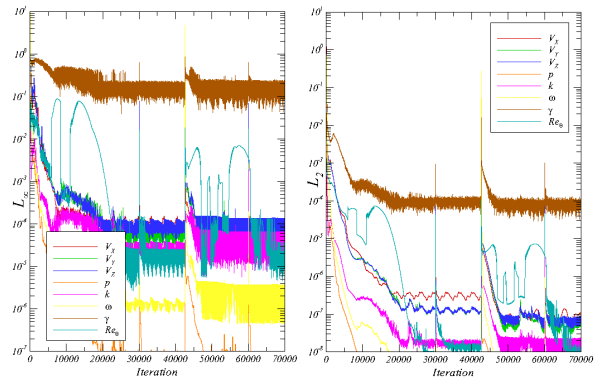 10¹
10⁰
10⁻¹
10⁻²
10⁻³
10⁻⁴
10⁻⁵
10⁻⁶
10⁻⁷
V_X
V_Y
V_Z
p
k
ω
γ
Re_θ
0 10000 20000 30000 40000 50000 60000 70000
Iteration
L₂
10¹
10⁰
10⁻¹
10⁻²
10⁻³
10⁻⁴
10⁻⁵
10⁻⁶
10⁻⁷
10⁻⁸
V_X
V_Y
V_Z
p
k
ω
γ
Re_θ
0 10000 20000 30000 40000 50000 60000 70000
Iteration